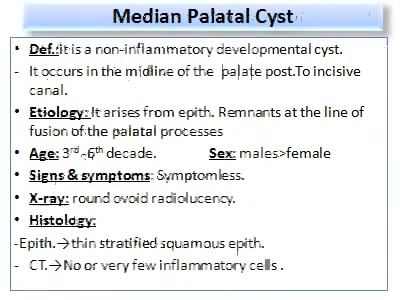 Median Palatal Cyst
• Def.:it is a non-inflammatory developmental cyst.
- It occurs in the midline of the palate post.To incisive
canal.
• Etiology: It arises from epith. Remnants at the line of
fusion of the palatal processes
• Age: 3rd -6th decade. Sex: males>female
• Signs & symptoms: Symptomless.
• X-ray: round ovoid radiolucency.
• Histology:
-Epith.→thin stratified squamous epith.
- CT.→No or very few inflammatory cells .